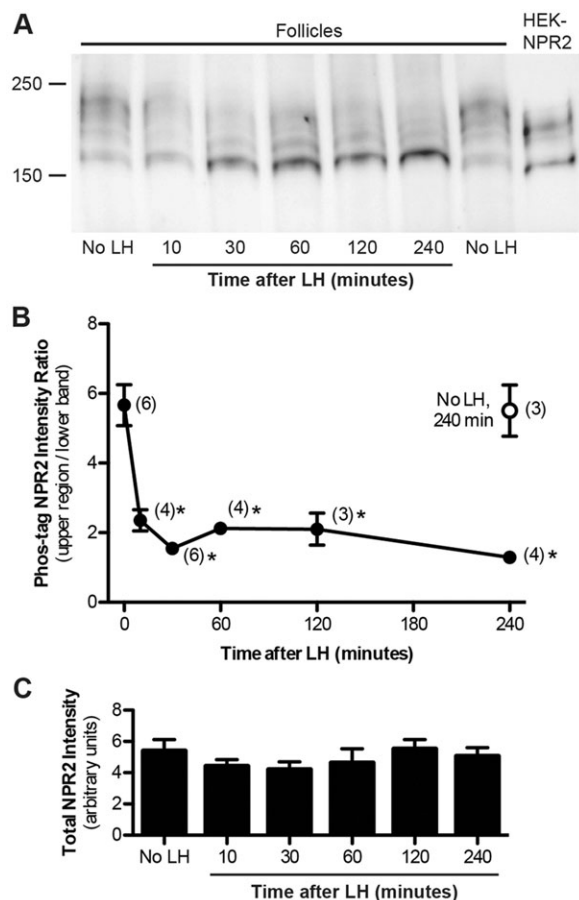 A
Follicles
HEK-
NPR2
250
150
No LH 10 30 60 120 240 No LH
Time after LH (minutes)
B
8
6
4
2
0
Phos-tag NPR2 Intensity Ratio
(upper region / lower band)
(6)
(4)*
(6)*
(4)*
(3)*
(4)*
No LH,
240 min
(3)
0 60 120 180 240
Time after LH (minutes)
C
8
6
4
2
0
Total NPR2 Intensity
(arbitrary units)
No LH 10 30 60 120 240
Time after LH (minutes)